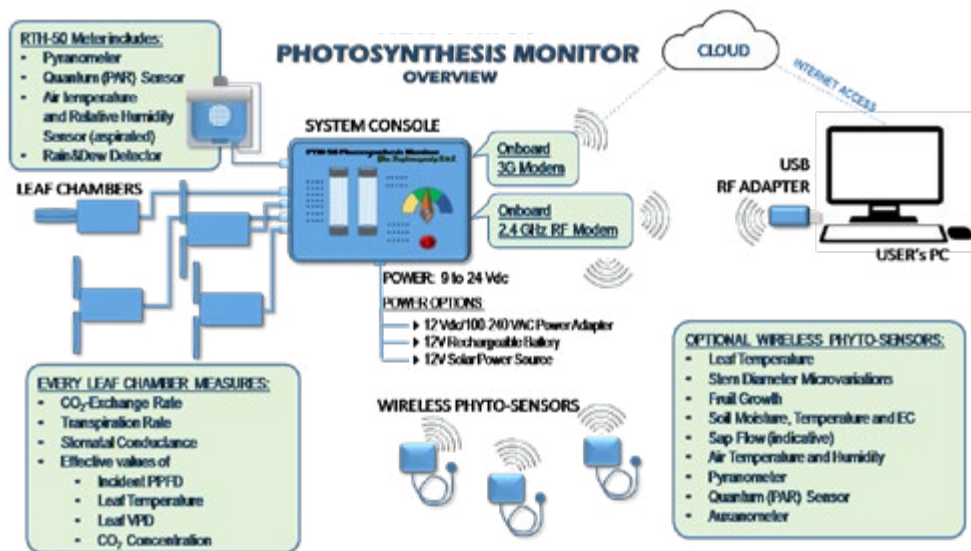 PHOTOSYNTHESIS MONITOR
OVERVIEW
RTH-50 Meter includes:
• Pyranometer
• Quantum (PAR) Sensor
• Air temperature
and Relative Humidity
Sensor (aspirated)
• Rain&Dew Detector
CLOUD
INTERNET ACCESS
SYSTEM CONSOLE
PTM-50 Photosynthesis Monitor
Onboard
3G Modem
Onboard
2.4 GHz RF Modem
USB
RF ADAPTER
USER's PC
LEAF CHAMBERS
POWER: 9 to 24 Vdc
POWER OPTIONS:
12 Vdc/100-240 VAC Power Adapter
12V Rechargeable Battery
12V Solar Power Source
EVERY LEAF CHAMBER MEASURES:
• CO₂-Exchange Rate
• Transpiration Rate
• Stomatal Conductance
• Effective values of
• Incident PPFD
• Leaf Temperature
• Leaf VPD
• CO₂ Concentration
WIRELESS PHYTO-SENSORS
OPTIONAL WIRELESS PHYTO-SENSORS:
• Leaf Temperature
• Stem Diameter Microvariations
• Fruit Growth
• Soil Moisture, Temperature and EC
• Sap Flow (indicative)
• Air Temperature and Humidity
• Pyranometer
• Quantum (PAR) Sensor
• Auxanometer